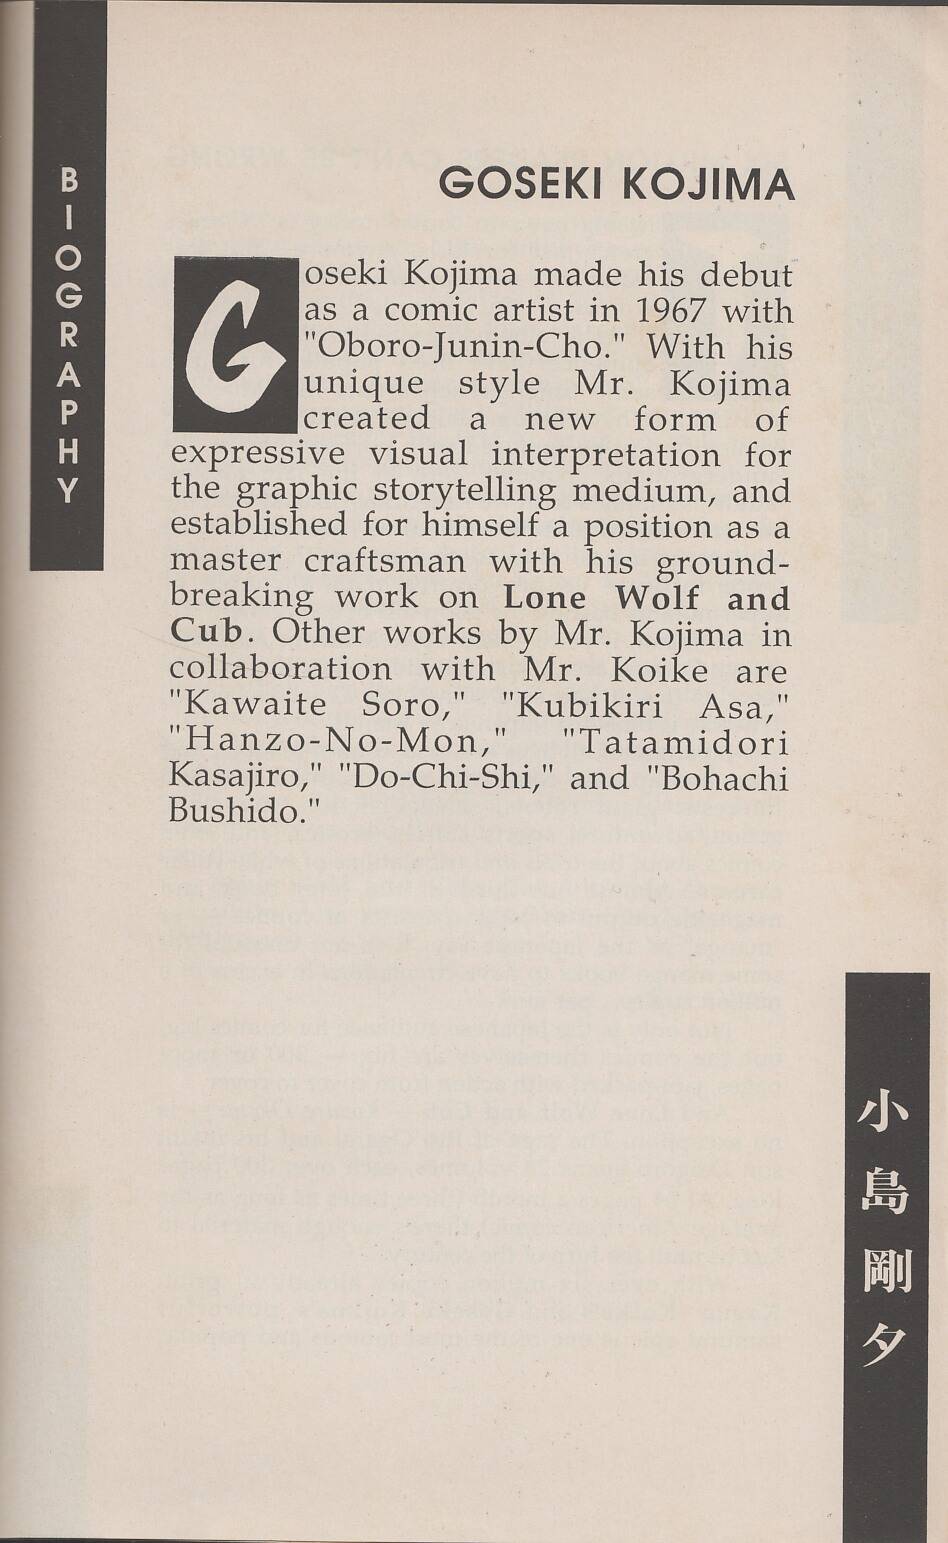 BIOGRAPHY
GOSEKI KOJIMA
Goseki Kojima made his debut
as a comic artist in 1967 with
"Oboro-Junin-Cho." With his
unique style Mr. Kojima
created a new form of
expressive visual interpretation for
the graphic storytelling medium, and
established for himself a position as a
master craftsman with his ground-
breaking work on Lone Wolf and
Cub. Other works by Mr. Kojima in
collaboration with Mr. Koike are
"Kawaite Soro," "Kubikiri Asa,"
"Hanzo-No-Mon," "Tatamidori
Kasajiro," "Do-Chi-Shi," and "Bohachi
Bushido."
小島剛夕